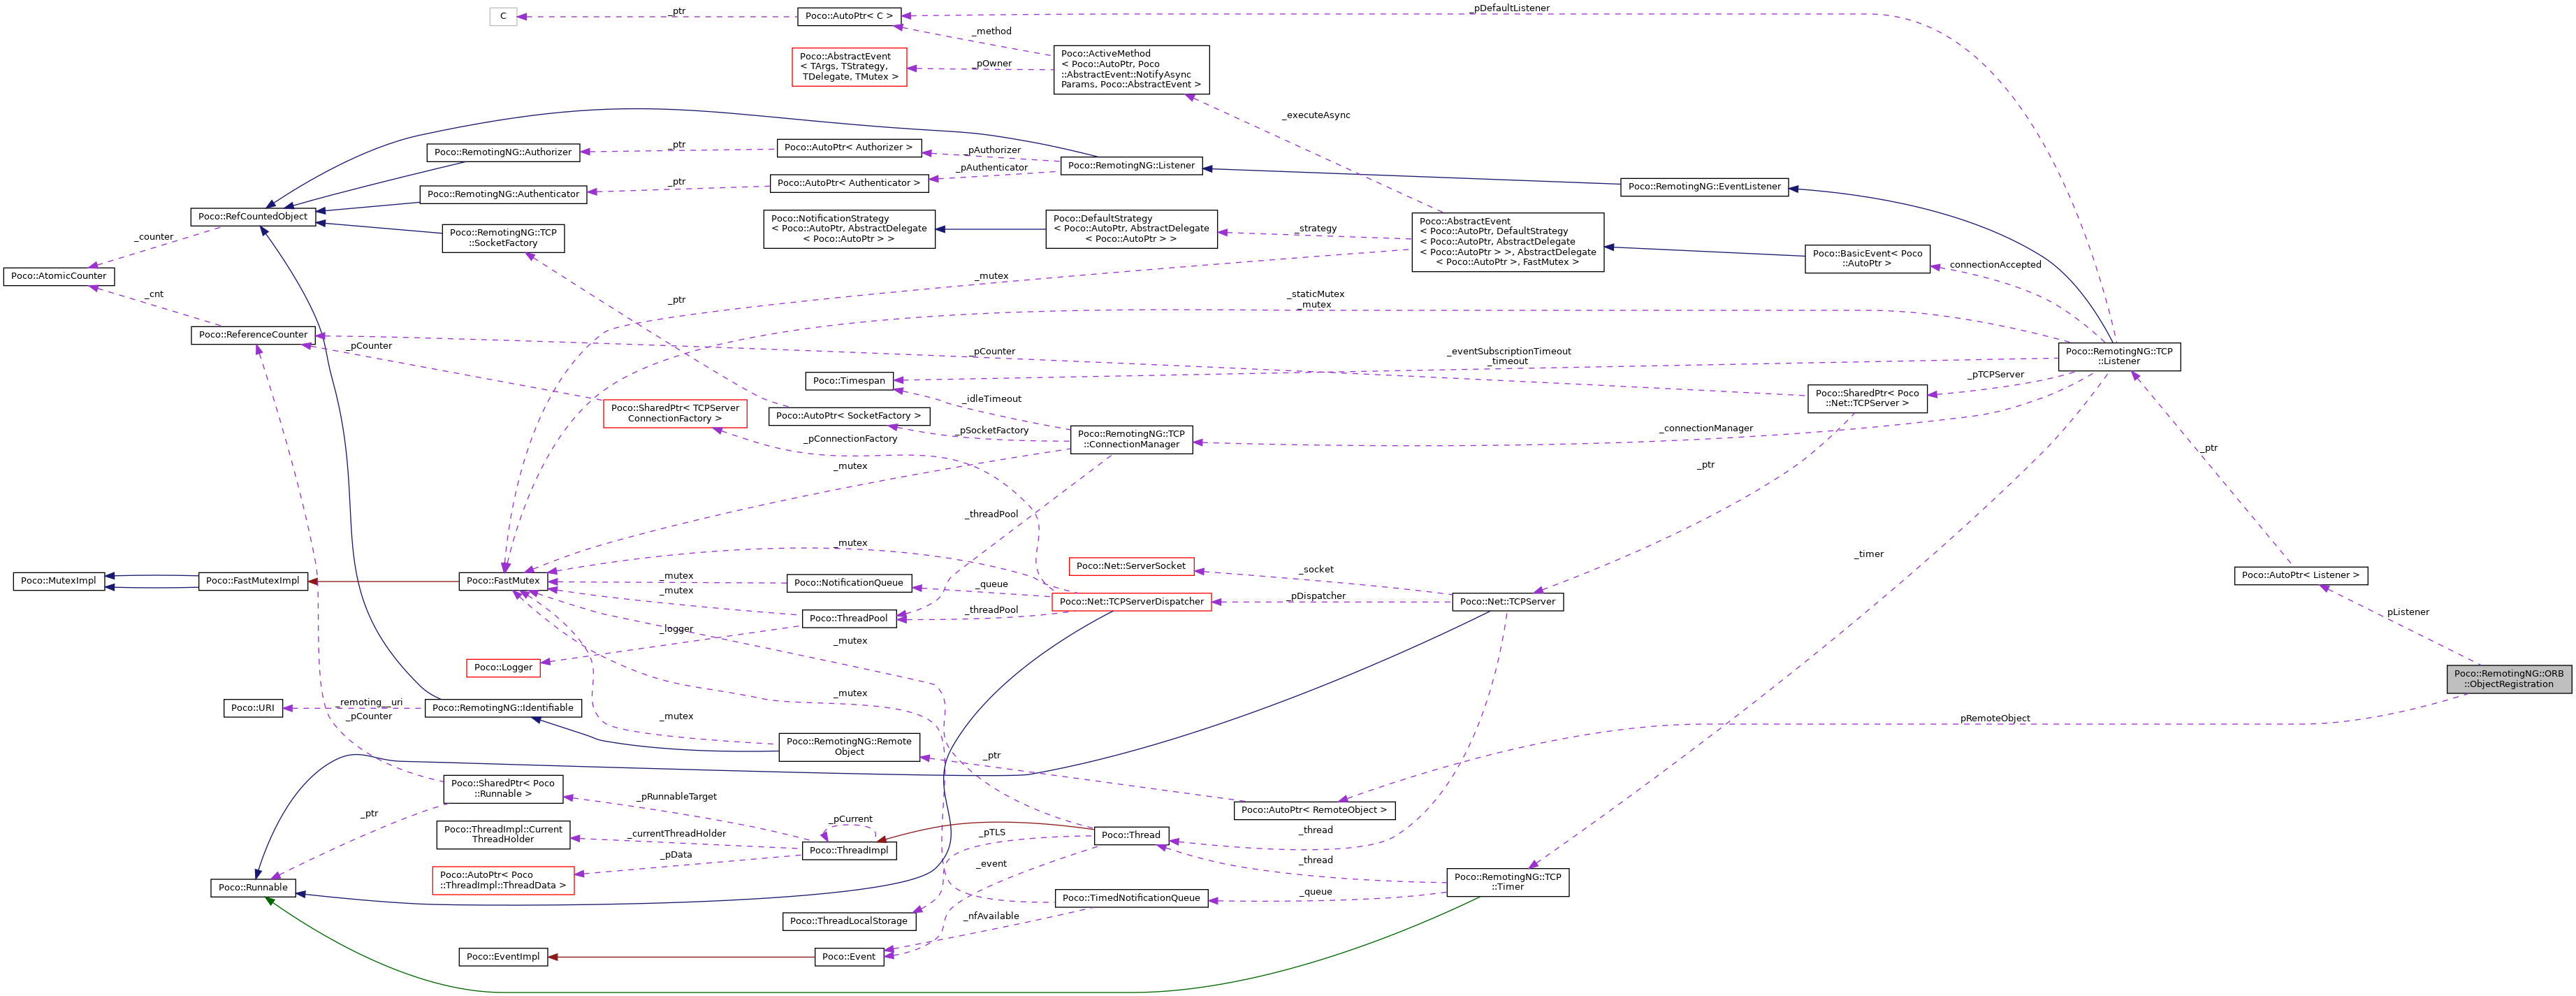 C
_ptr
Poco::AutoPtr< C >
_pDefaultListener
_method
Poco::AbstractEvent
< TArgs, TStrategy,
TDelegate, TMutex >
_pOwner
Poco::ActiveMethod
< Poco::AutoPtr, Poco
::AbstractEvent::NotifyAsync
Params, Poco::AbstractEvent >
_executeAsync
Poco::RemotingNG::Authorizer
_ptr
Poco::AutoPtr< Authorizer >
_pAuthorizer
Poco::RemotingNG::Listener
_pAuthenticator
Poco::RemotingNG::Authenticator
_ptr
Poco::AutoPtr< Authenticator >
Poco::RemotingNG::EventListener
Poco::RefCountedObject
_counter
Poco::RemotingNG::TCP
::SocketFactory
Poco::NotificationStrategy
< Poco::AutoPtr, AbstractDelegate
< Poco::AutoPtr > >
Poco::DefaultStrategy
< Poco::AutoPtr, AbstractDelegate
< Poco::AutoPtr > >
_strategy
Poco::AbstractEvent
< Poco::AutoPtr, DefaultStrategy
< Poco::AutoPtr, AbstractDelegate
< Poco::AutoPtr > >, AbstractDelegate
< Poco::AutoPtr >, FastMutex >
Poco::BasicEvent< Poco
::AutoPtr >
connectionAccepted
Poco::AtomicCounter
_cnt
_mutex
_ptr
_staticMutex
_mutex
Poco::ReferenceCounter
_pCounter
_pCounter
_eventSubscriptionTimeout
_timeout
Poco::RemotingNG::TCP
::Listener
Poco::Timespan
_idleTimeout
_pTCPServer
Poco::SharedPtr< Poco
::Net::TCPServer >
Poco::SharedPtr< TCPServer
ConnectionFactory >
Poco::AutoPtr< SocketFactory >
_pSocketFactory
_pConnectionFactory
Poco::RemotingNG::TCP
::ConnectionManager
_connectionManager
_ptr
_mutex
_ptr
_threadPool
_mutex
_timer
Poco::MutexImpl
Poco::FastMutexImpl
Poco::FastMutex
_mutex
Poco::NotificationQueue
_queue
Poco::Net::ServerSocket
_socket
Poco::AutoPtr< Listener >
_mutex
Poco::ThreadPool
_threadPool
Poco::Net::TCPServerDispatcher
_pDispatcher
Poco::Net::TCPServer
pListener
_logger
_mutex
Poco::Logger
Poco::RemotingNG::ORB
::ObjectRegistration
_mutex
Poco::URI
_remoting__uri
Poco::RemotingNG::Identifiable
_pCounter
_mutex
pRemoteObject
Poco::RemotingNG::Remote
Object
_ptr
Poco::SharedPtr< Poco
::Runnable >
_pRunnableTarget
Poco::AutoPtr< RemoteObject >
_ptr
Poco::ThreadImpl::Current
ThreadHolder
_currentThreadHolder
_pCurrent
Poco::ThreadImpl
_pTLS
Poco::Thread
_thread
_pData
_event
_thread
Poco::AutoPtr< Poco
::ThreadImpl::ThreadData >
Poco::Runnable
Poco::RemotingNG::TCP
::Timer
_queue
Poco::TimedNotificationQueue
Poco::ThreadLocalStorage
_nfAvailable
Poco::EventImpl
Poco::Event